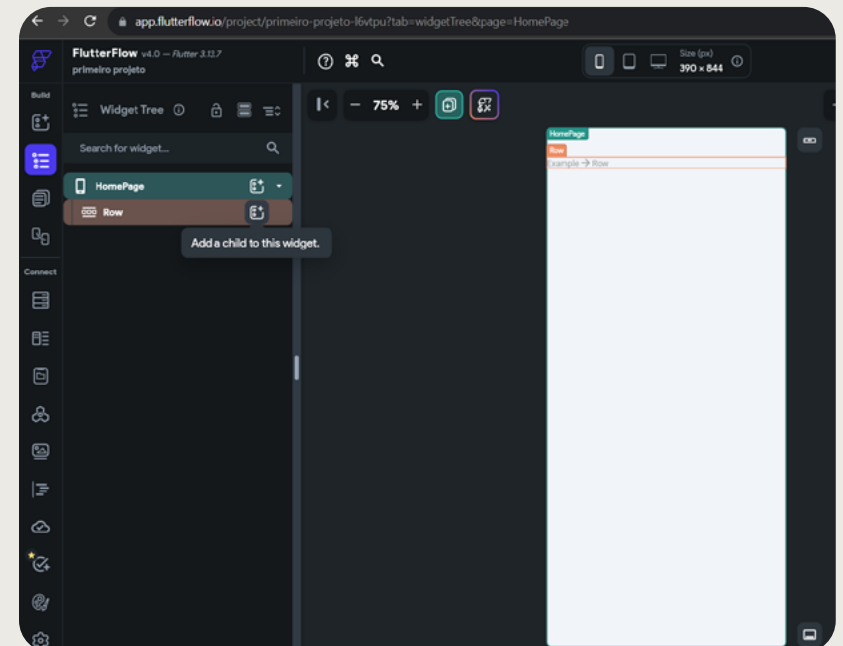 app.flutterflow.io/project/primeiro-projeto-l6vtpu?tab=widgetTree&page=HomePage
FlutterFlow v4.0 – Flutter 3.13.7
primeiro projeto
Size (px)
390 × 844
Build
Widget Tree
75%
Search for widget...
HomePage
Row
Add a child to this widget.
Connect
HomePage
Row
Example → Row